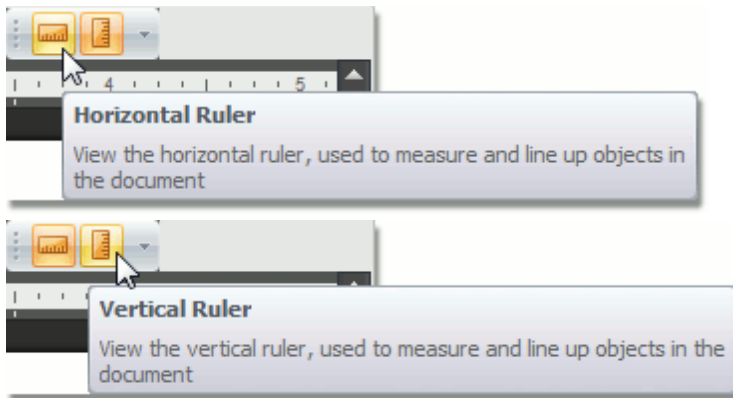 4 5
Horizontal Ruler
View the horizontal ruler, used to measure and line up objects in
the document
Vertical Ruler
View the vertical ruler, used to measure and line up objects in the
document